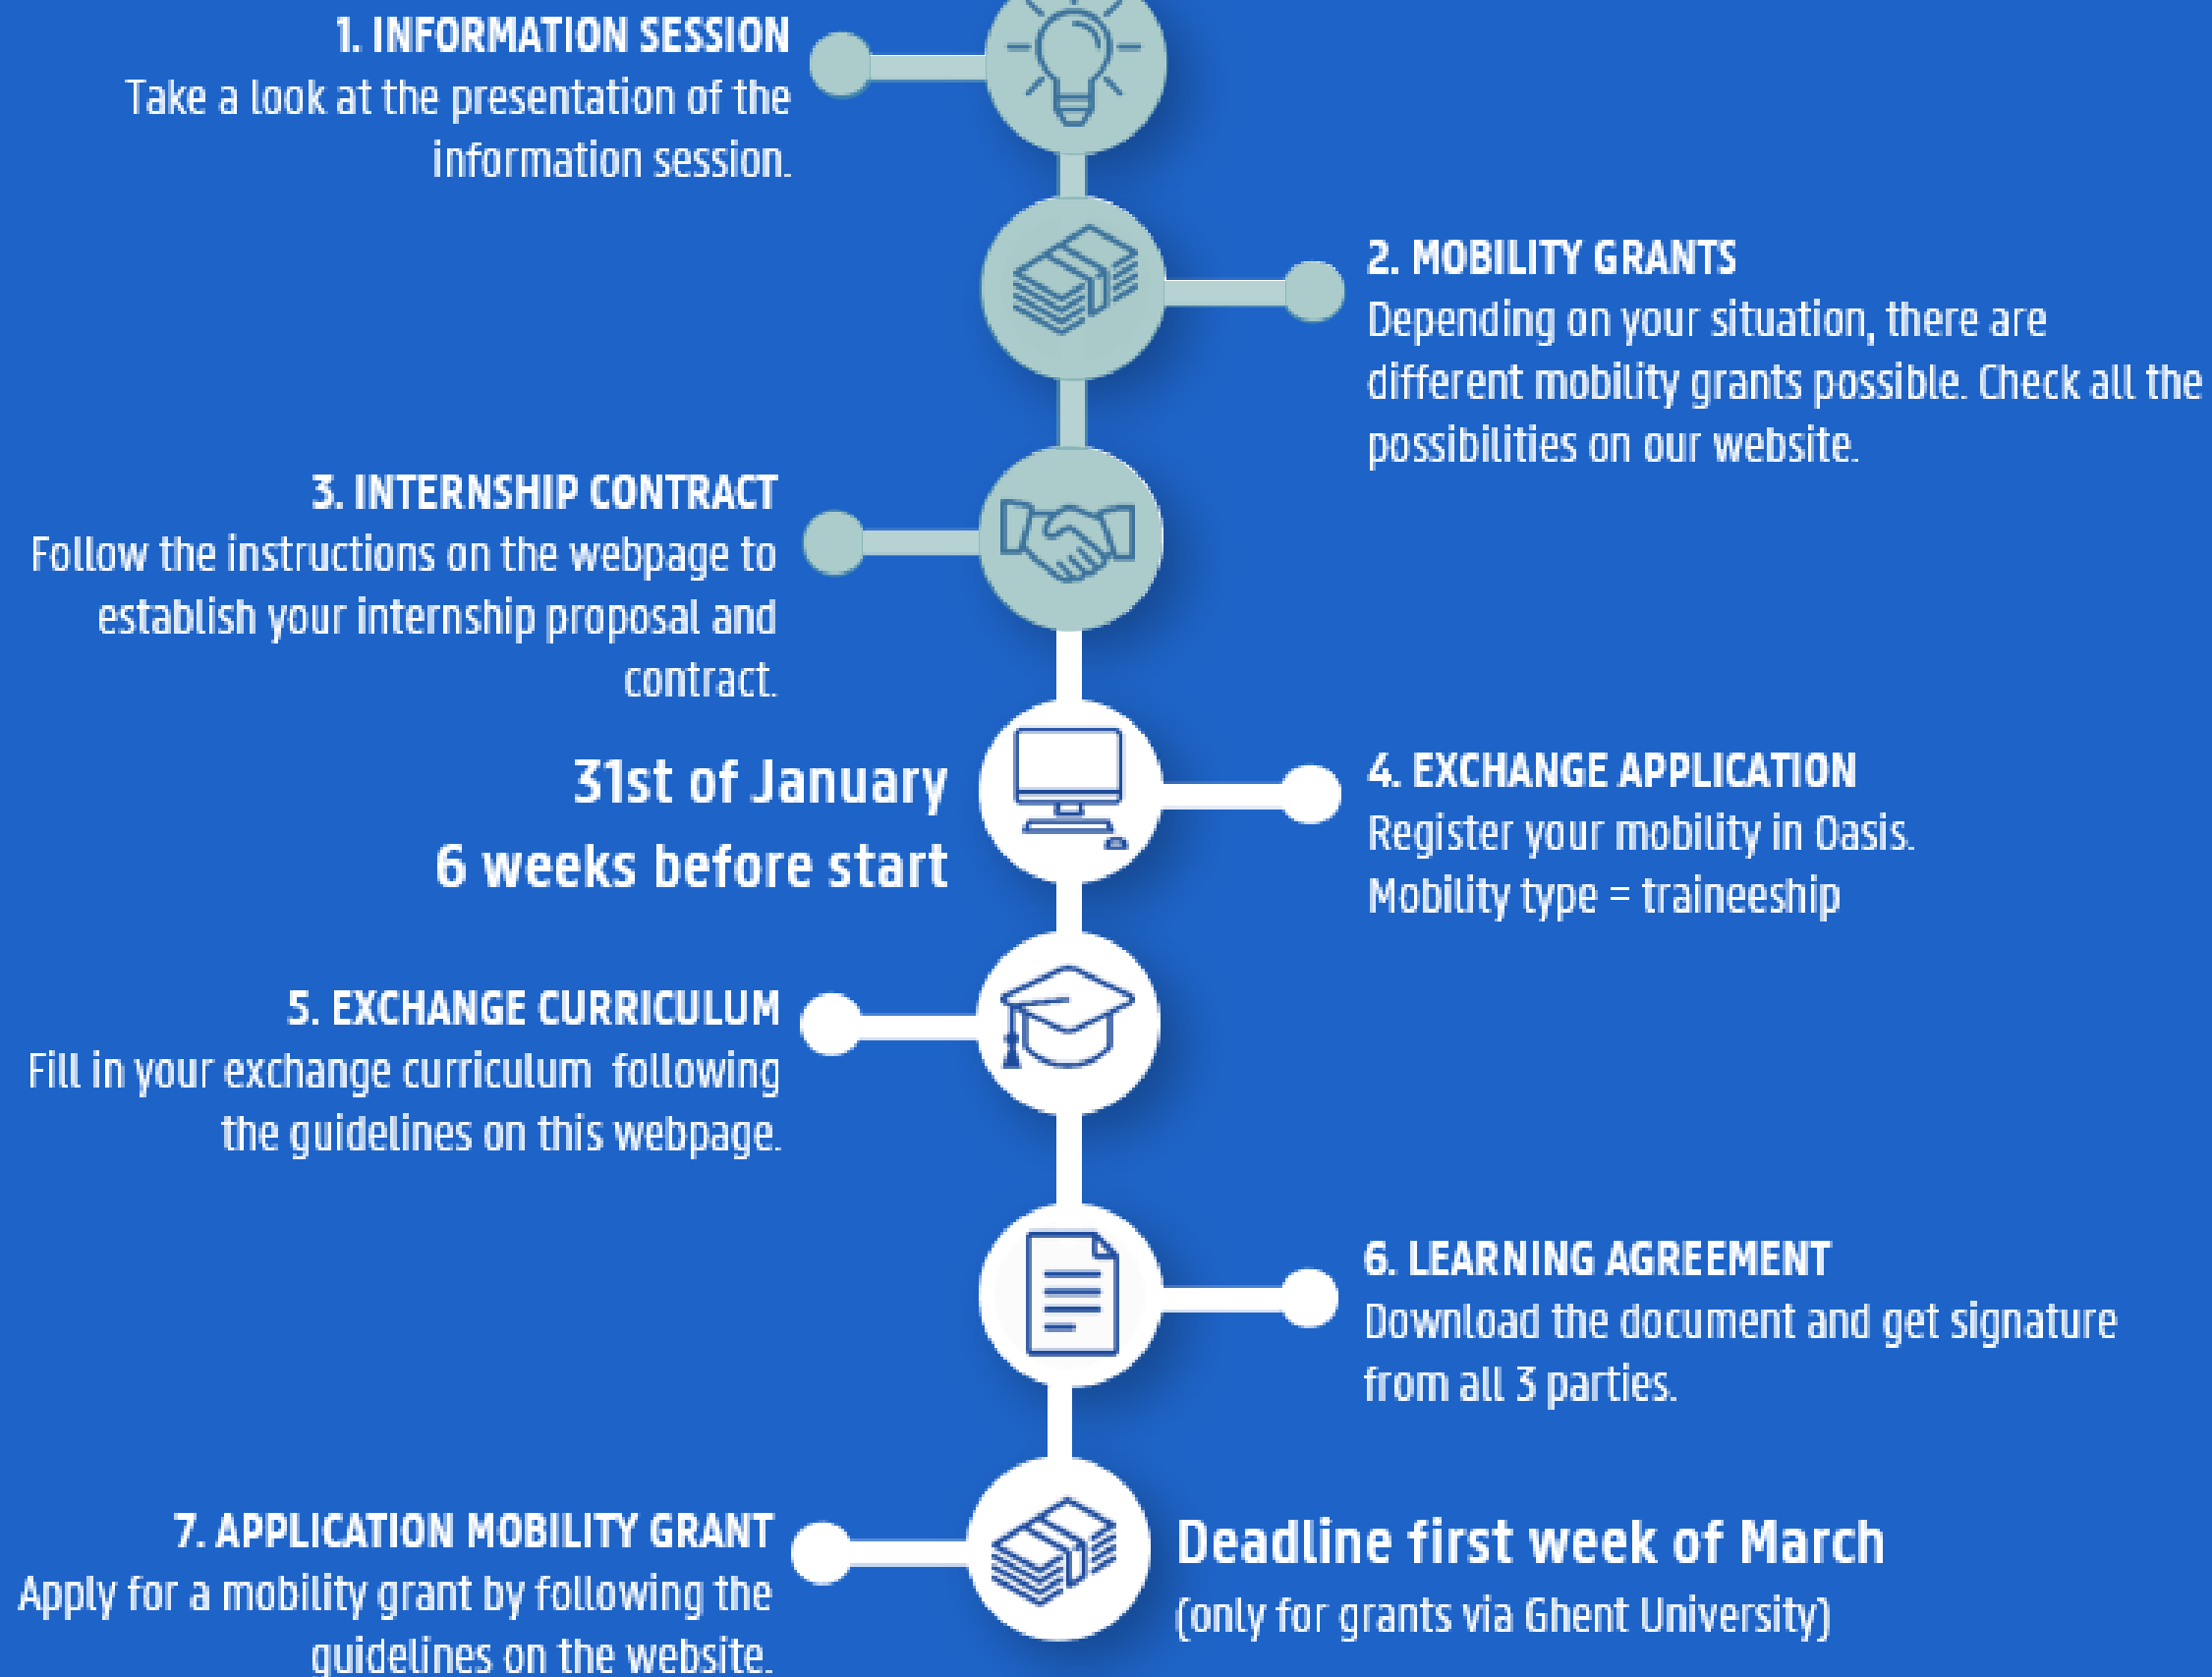 1. INFORMATION SESSION
Take a look at the presentation of the
information session.
2. MOBILITY GRANTS
Depending on your situation, there are
different mobility grants possible. Check all the
possibilities on our website.
3. INTERNSHIP CONTRACT
Follow the instructions on the webpage to
establish your internship proposal and
contract.
31st of January
6 weeks before start
4. EXCHANGE APPLICATION
Register your mobility in Oasis.
Mobility type = traineeship
5. EXCHANGE CURRICULUM
Fill in your exchange curriculum  following
the guidelines on this webpage.
6. LEARNING AGREEMENT
Download the document and get signature
from all 3 parties.
7. APPLICATION MOBILITY GRANT
Apply for a mobility grant by following the
guidelines on the website.
Deadline first week of March
(only for grants via Ghent University)